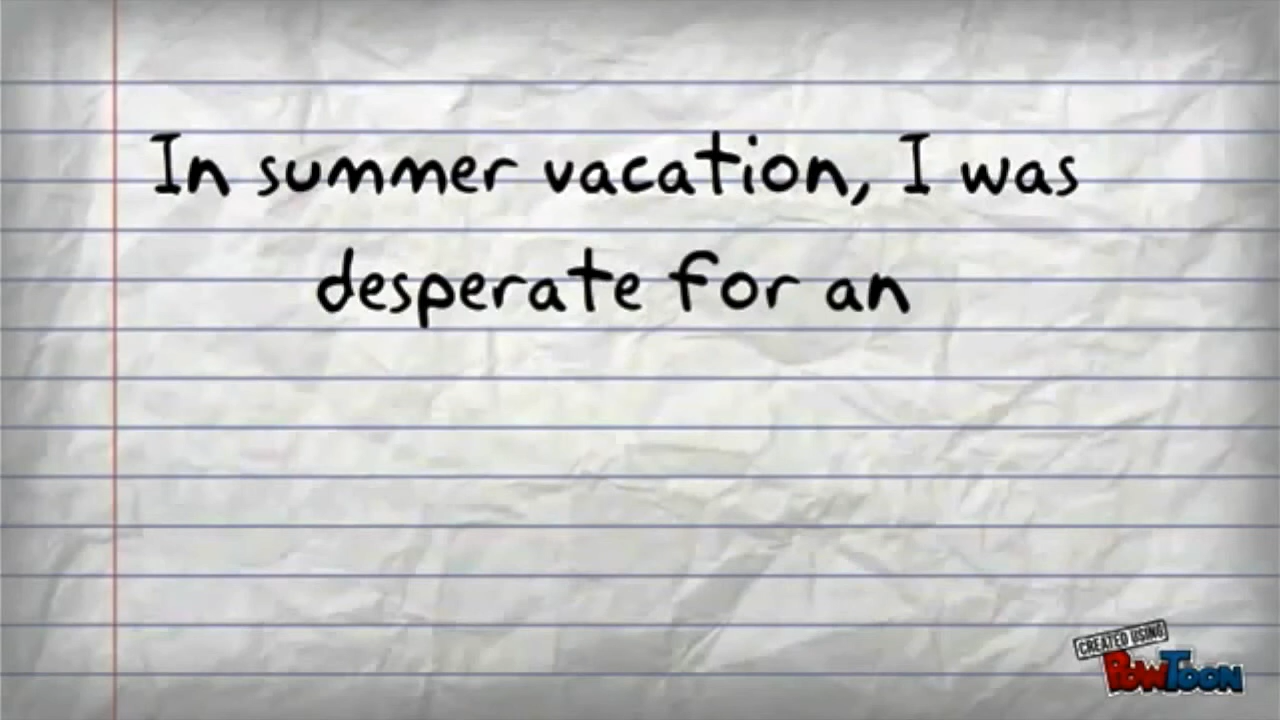 In summer vacation, I was
desperate for an
CREATED USING
POWTOON